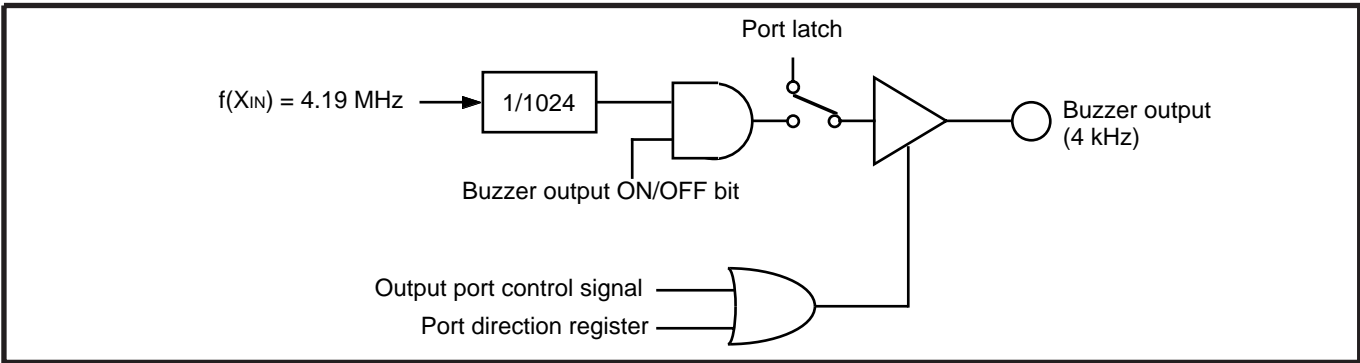 Port latch
f(XIN) = 4.19 MHz
1/1024
Buzzer output
(4 kHz)
Buzzer output ON/OFF bit
Output port control signal
Port direction register